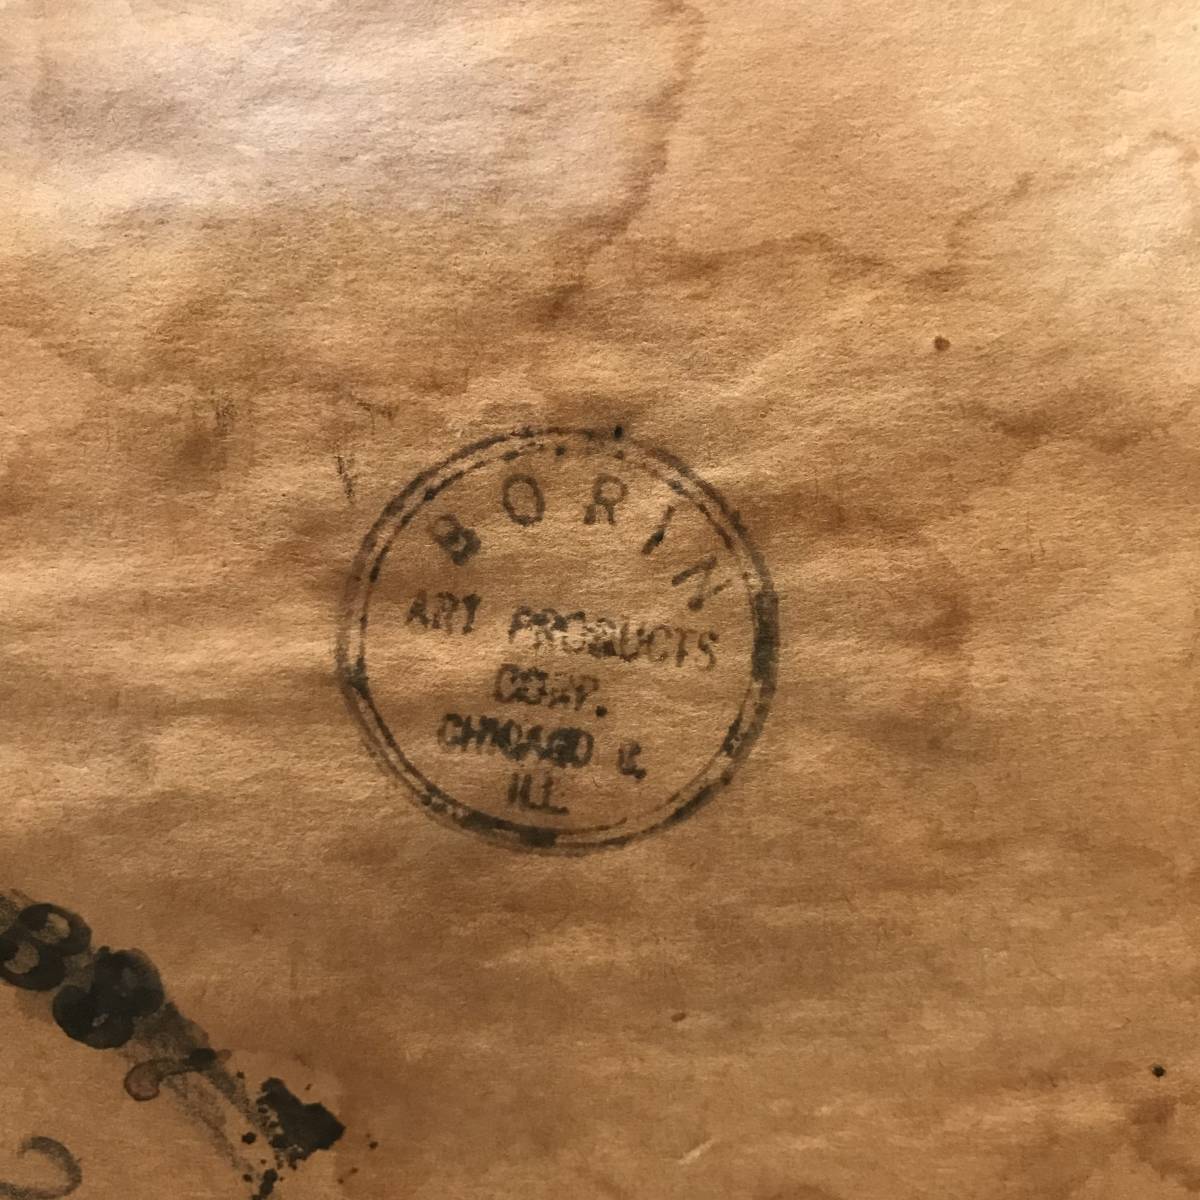 BORIN
ART PRODUCTS
CORP.
CHICAGO
ILL.